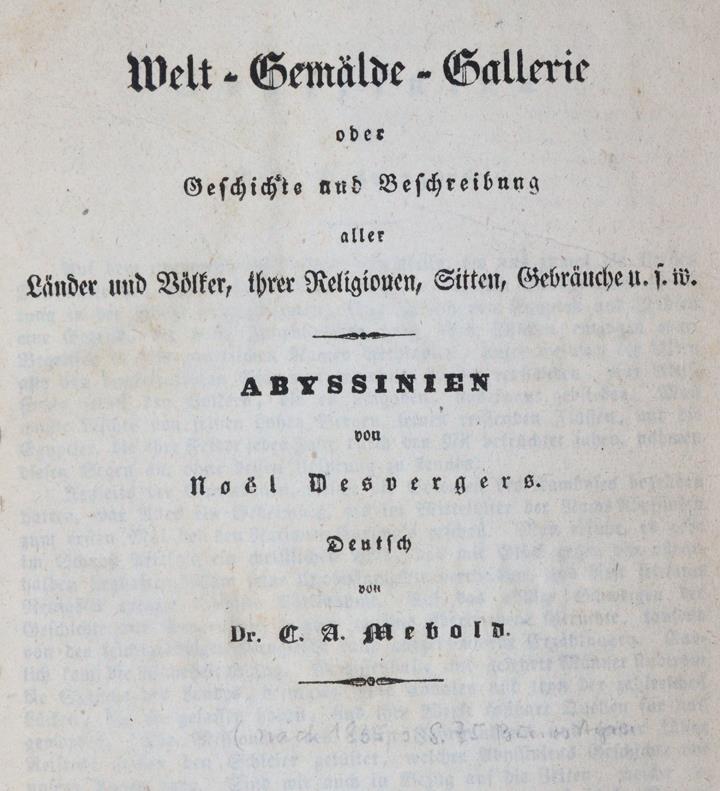 Welt - Gemälde - Gallerie
oder
Geschichte und Beschreibung
aller
Länder und Völker, ihrer Religionen, Sitten, Gebräuche u. s. w.
ABYSSINIEN
von
Noël Desvergers.
Deutsch
von
Dr. C. A. Mebold.